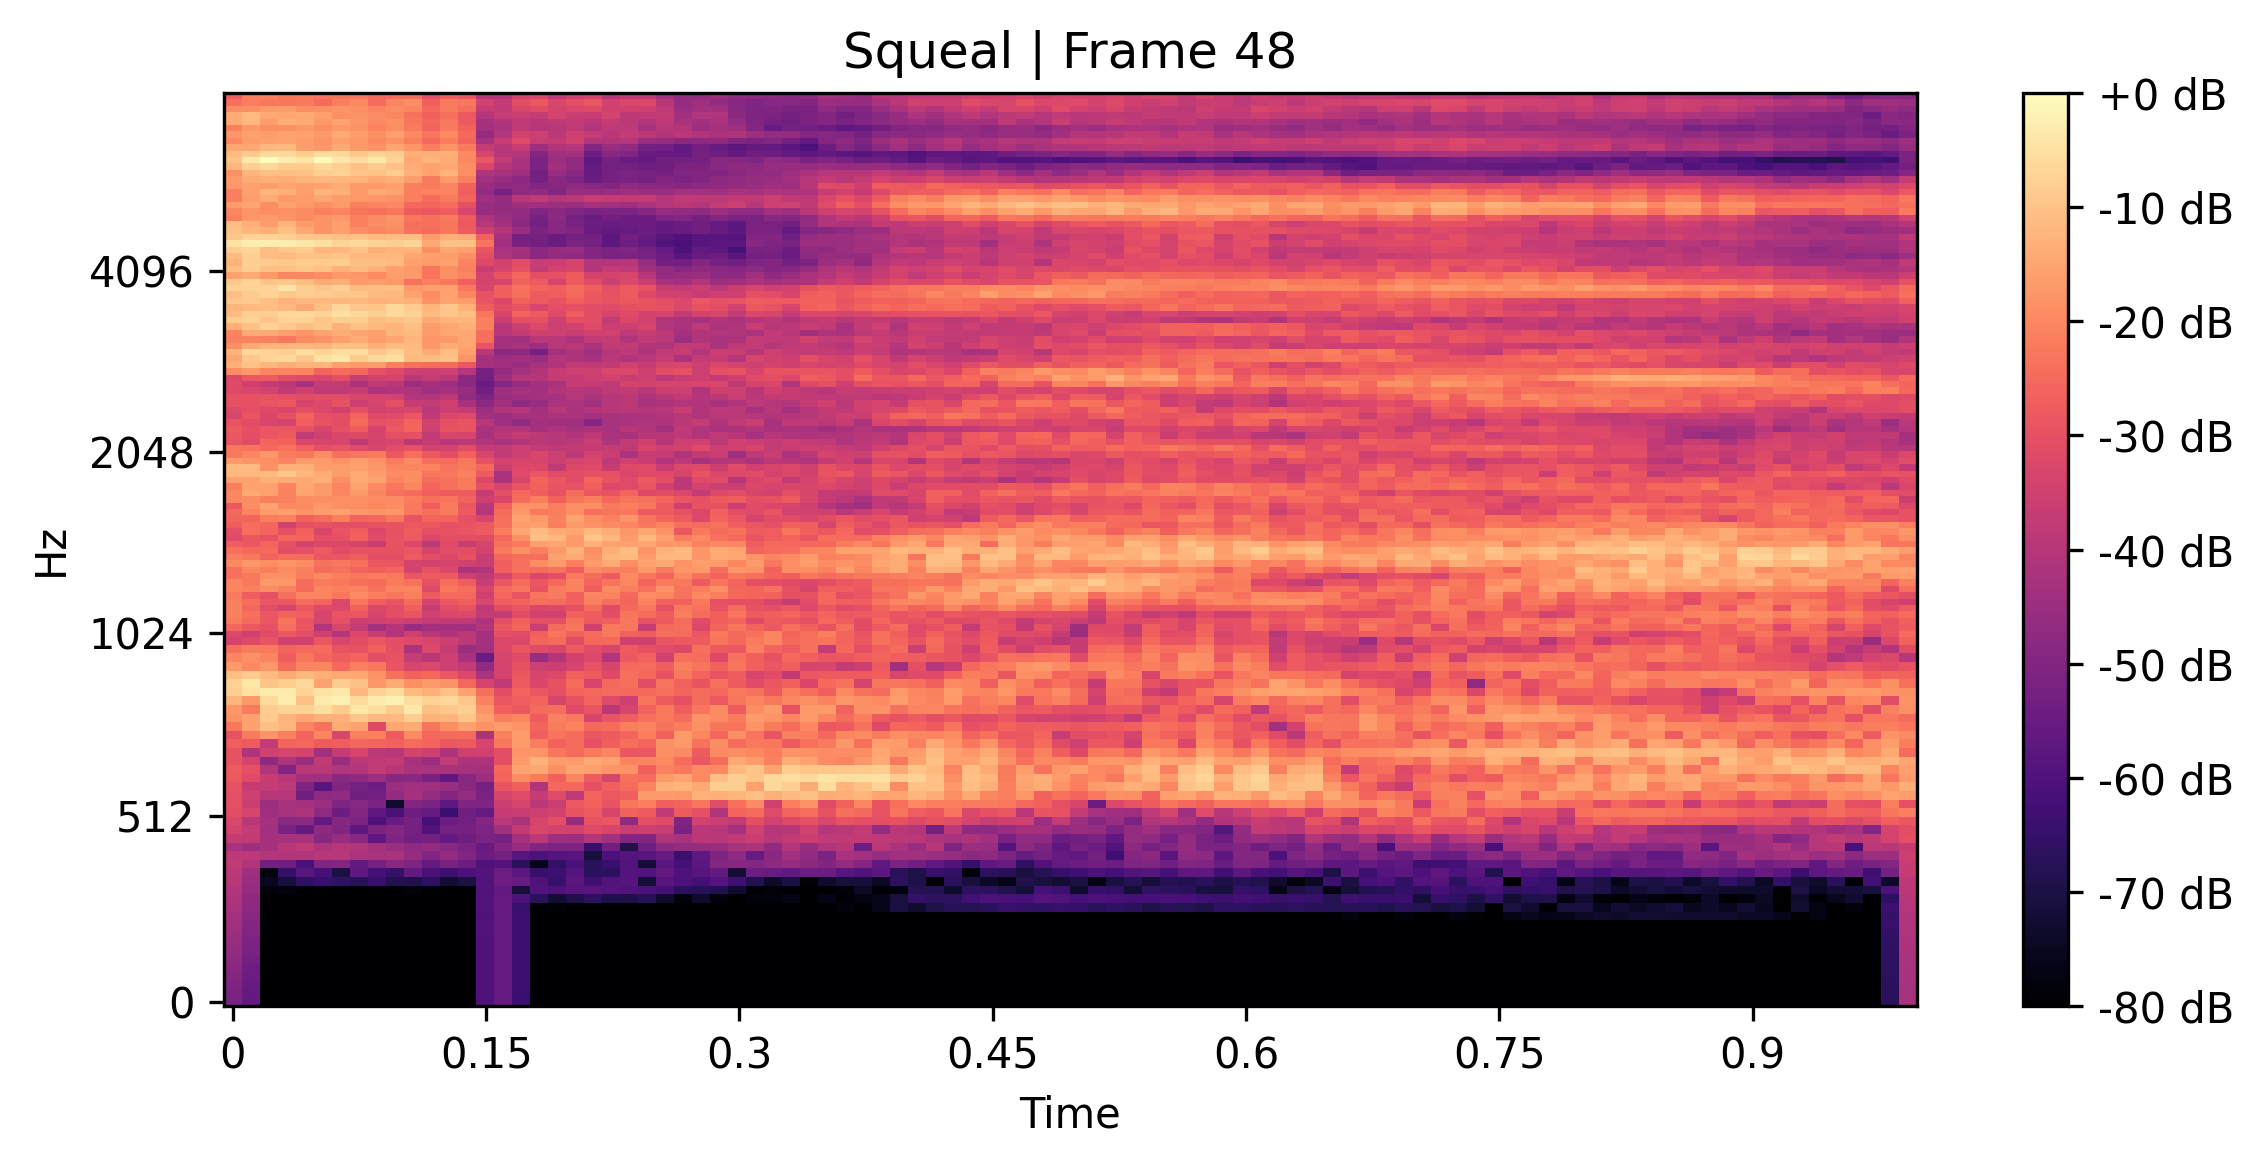 Squeal | Frame 48
Hz
4096
2048
1024
512
0
0 0.15 0.3 0.45 0.6 0.75 0.9
Time
+0 dB
-10 dB
-20 dB
-30 dB
-40 dB
-50 dB
-60 dB
-70 dB
-80 dB